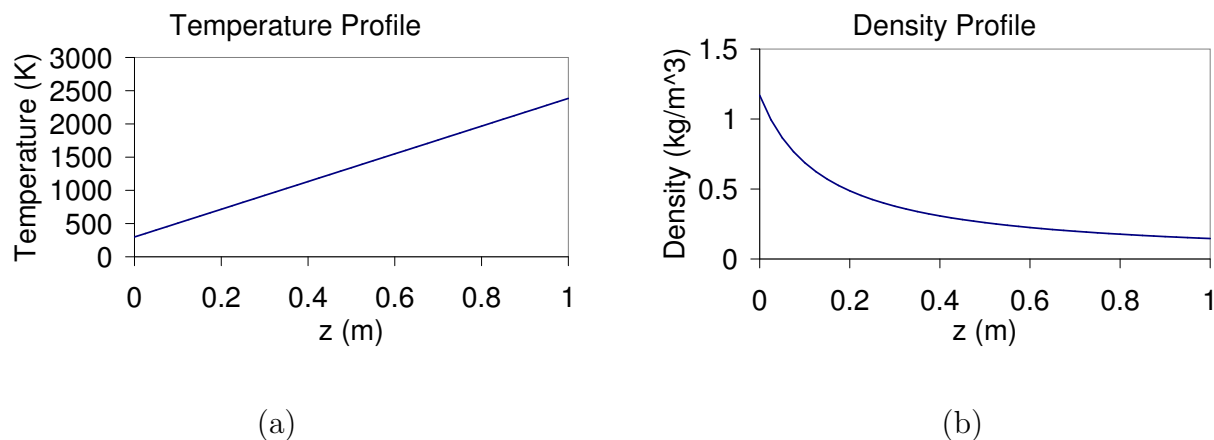 Temperature Profile
Temperature (K)
3000
2500
2000
1500
1000
500
0
0 0.2 0.4 0.6 0.8 1
z (m)
(a)
Density Profile
Density (kg/m^3)
1.5
1
0.5
0
0 0.2 0.4 0.6 0.8 1
z (m)
(b)